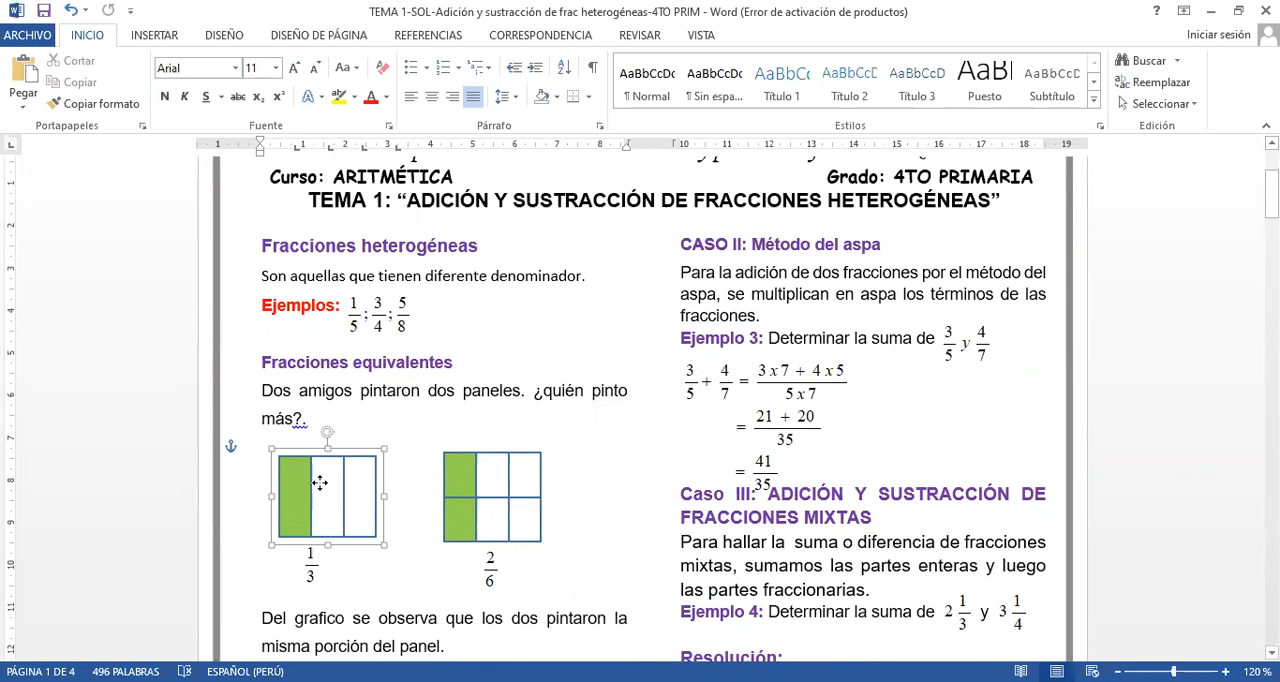 TEMA 1-SOL-Adición y sustracción de frac heterogéneas-4TO PRIM - Word (Error de activación de productos)
ARCHIVO INICIO INSERTAR DISEÑO DISEÑO DE PÁGINA REFERENCIAS CORRESPONDENCIA REVISAR VISTA Iniciar sesión
Pegar
Cortar
Copiar
Copiar formato
Portapapeles
Arial 11
N K S abc x₂ x²
Fuente
Párrafo
AaBbCcDc AaBbCcDc AaBbCcD AaBbCcD AaBbCcD AaBl AaBbCcD
¶ Normal ¶ Sin espa... Título 1 Título 2 Título 3 Puesto Subtítulo
Estilos
Buscar
Reemplazar
Seleccionar
Edición
Curso: ARITMÉTICA Grado: 4TO PRIMARIA
TEMA 1: “ADICIÓN Y SUSTRACCIÓN DE FRACCIONES HETEROGÉNEAS”
Fracciones heterogéneas
Son aquellas que tienen diferente denominador.
Ejemplos: 1/5 ; 3/4 ; 5/8
Fracciones equivalentes
Dos amigos pintaron dos paneles. ¿quién pinto
más?.
1/3 2/6
Del grafico se observa que los dos pintaron la
misma porción del panel.
CASO II: Método del aspa
Para la adición de dos fracciones por el método del
aspa, se multiplican en aspa los términos de las
fracciones.
Ejemplo 3: Determinar la suma de 3/5 y 4/7
3/5 + 4/7 = (3 x 7 + 4 x 5)/(5 x 7)
= (21 + 20)/35
= 41/35
Caso III: ADICIÓN Y SUSTRACCIÓN DE
FRACCIONES MIXTAS
Para hallar la suma o diferencia de fracciones
mixtas, sumamos las partes enteras y luego
las partes fraccionarias.
Ejemplo 4: Determinar la suma de 2 1/3 y 3 1/4
Resolución:
PÁGINA 1 DE 4 496 PALABRAS ESPAÑOL (PERÚ) 120 %